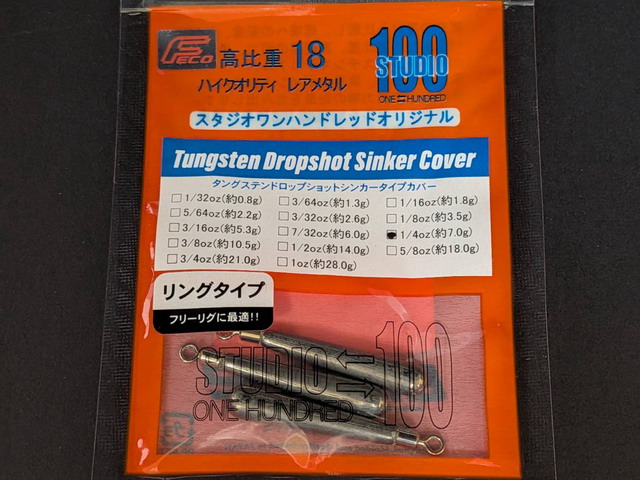 FECO
高比重 18
ハイクオリティ レアメタル
100
STUDIO
ONE HUNDRED
スタジオワンハンドレッドオリジナル
Tungsten Dropshot Sinker Cover
タングステンドロップショットシンカータイプカバー
1/32oz(約0.8g) 3/64oz(約1.3g) 1/16oz(約1.8g)
5/64oz(約2.2g) 3/32oz(約2.6g) 1/8oz(約3.5g)
3/16oz(約5.3g) 7/32oz(約6.0g) 1/4oz(約7.0g)
3/8oz(約10.5g) 1/2oz(約14.0g) 5/8oz(約18.0g)
3/4oz(約21.0g) 1oz(約28.0g)
リングタイプ
フリーリグに最適!!
STUDIO 100
ONE HUNDRED